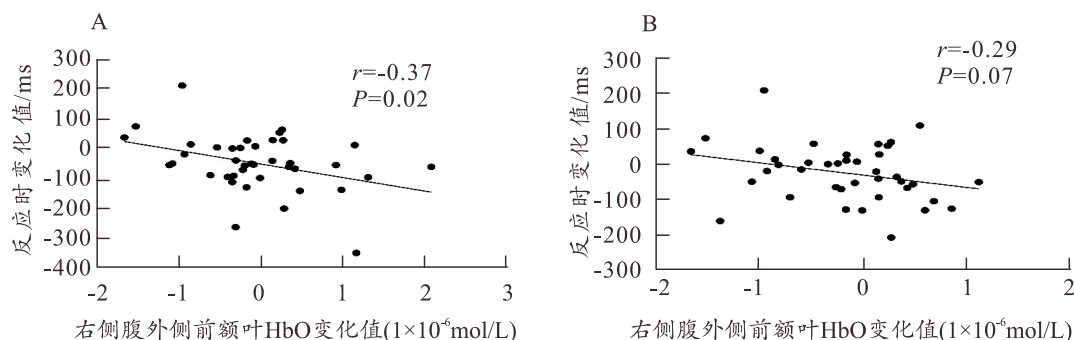 A
300
200
100
0
-100
-200
-300
-400
反应时变化值/ms
r=-0.37
P=0.02
-2 -1 0 1 2 3
右侧腹外侧前额叶HbO变化值(1×10⁻⁶mol/L)
B
300
200
100
0
-100
-200
-300
反应时变化值/ms
r=-0.29
P=0.07
-2 -1 0 1 2
右侧腹外侧前额叶HbO变化值(1×10⁻⁶mol/L)